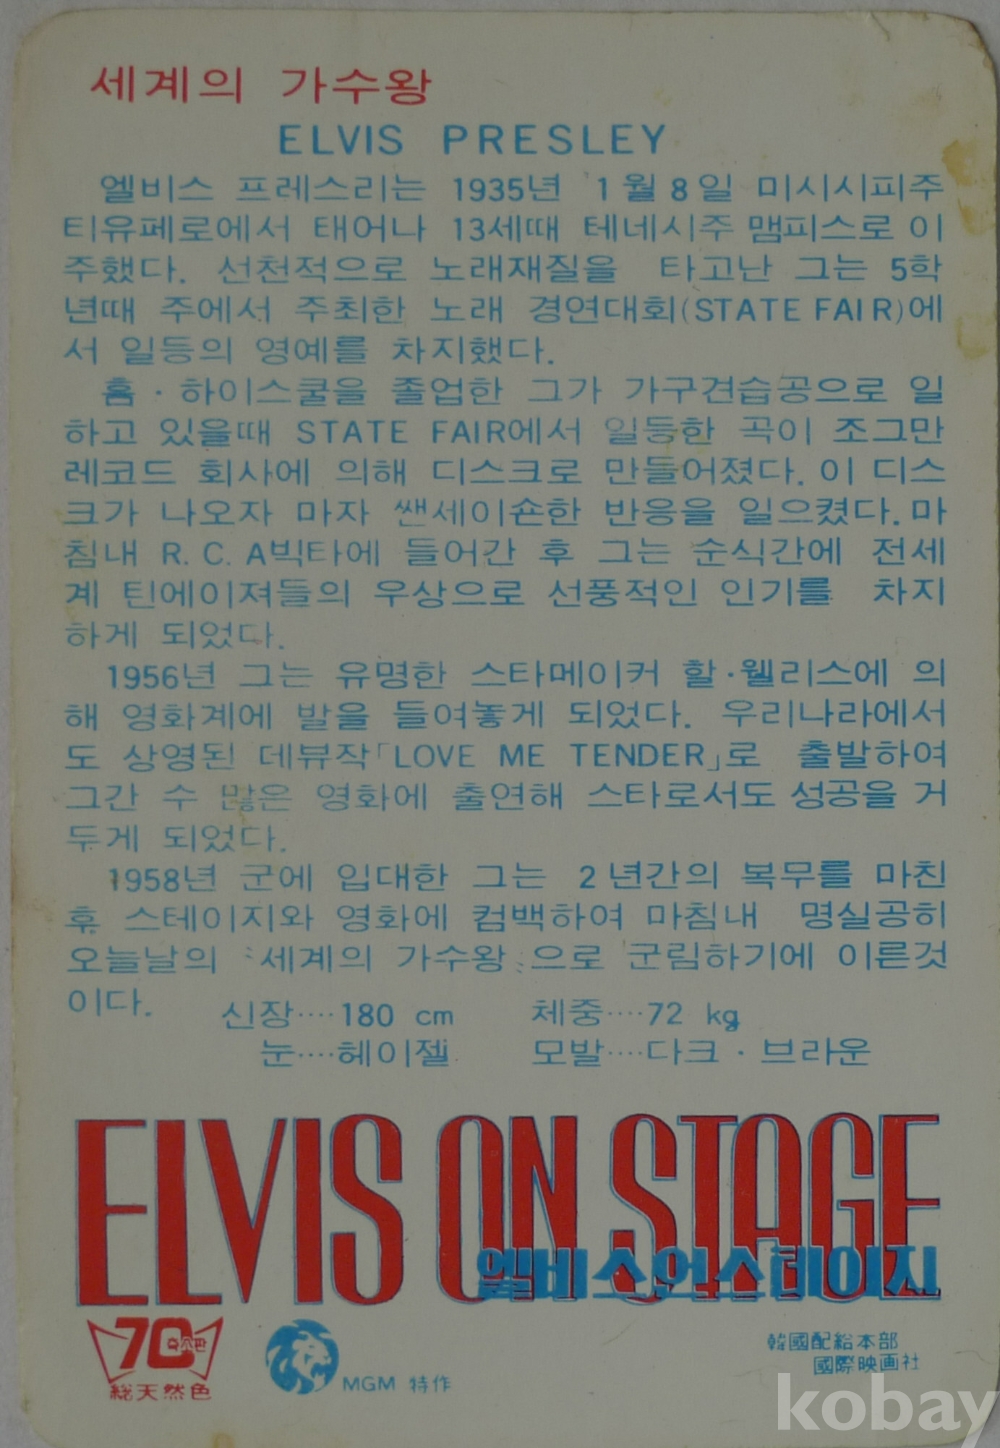 세계의 가수왕
ELVIS PRESLEY
엘비스 프레스리는 1935년 1월 8일 미시시피주
티유페로에서 태어나 13세때 테네시주 맴피스로 이
주했다. 선천적으로 노래재질을 타고난 그는 5학
년때 주에서 주최한 노래 경연대회(STATE FAIR)에
서 일등의 영예를 차지했다.
홈·하이스쿨을 졸업한 그가 가구견습공으로 일
하고 있을때 STATE FAIR에서 일등한 곡이 조그만
레코드 회사에 의해 디스크로 만들어졌다. 이 디스
크가 나오자 마자 쌘세이숀한 반응을 일으켰다. 마
침내 R. C. A빅타에 들어간 후 그는 순식간에 전세
계 틴에이져들의 우상으로 선풍적인 인기를 차지
하게 되었다.
1956년 그는 유명한 스타메이커 할·웰리스에 의
해 영화계에 발을 들여놓게 되었다. 우리나라에서
도 상영된 데뷰작「LOVE ME TENDER」로 출발하여
그간 수 많은 영화에 출연해 스타로서도 성공을 거
두게 되었다.
1958년 군에 입대한 그는 2년간의 복무를 마친
후 스테이지와 영화에 컴백하여 마침내 명실공히
오늘날의 "세계의 가수왕"으로 군림하기에 이른것
이다.
신장····180 cm 체중····72 kg
눈····헤이젤 모발····다크·브라운
ELVIS ON STAGE
엘비스 언 스테이지
70 미리판
総天然色
MGM 特作
韓國配給本部
國際映画社
kobay